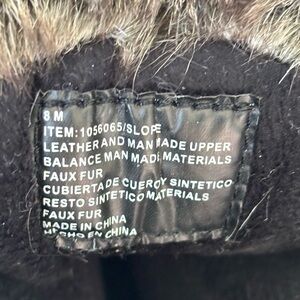 8 M
ITEM: 1056065/SLOPE
LEATHER AND MAN MADE UPPER
BALANCE MAN MADE MATERIALS
FAUX FUR
CUBIERTA DE CUERO Y SINTETICO
RESTO SINTETICO MATERIALS
FAUX FUR
MADE IN CHINA
HECHO EN CHINA